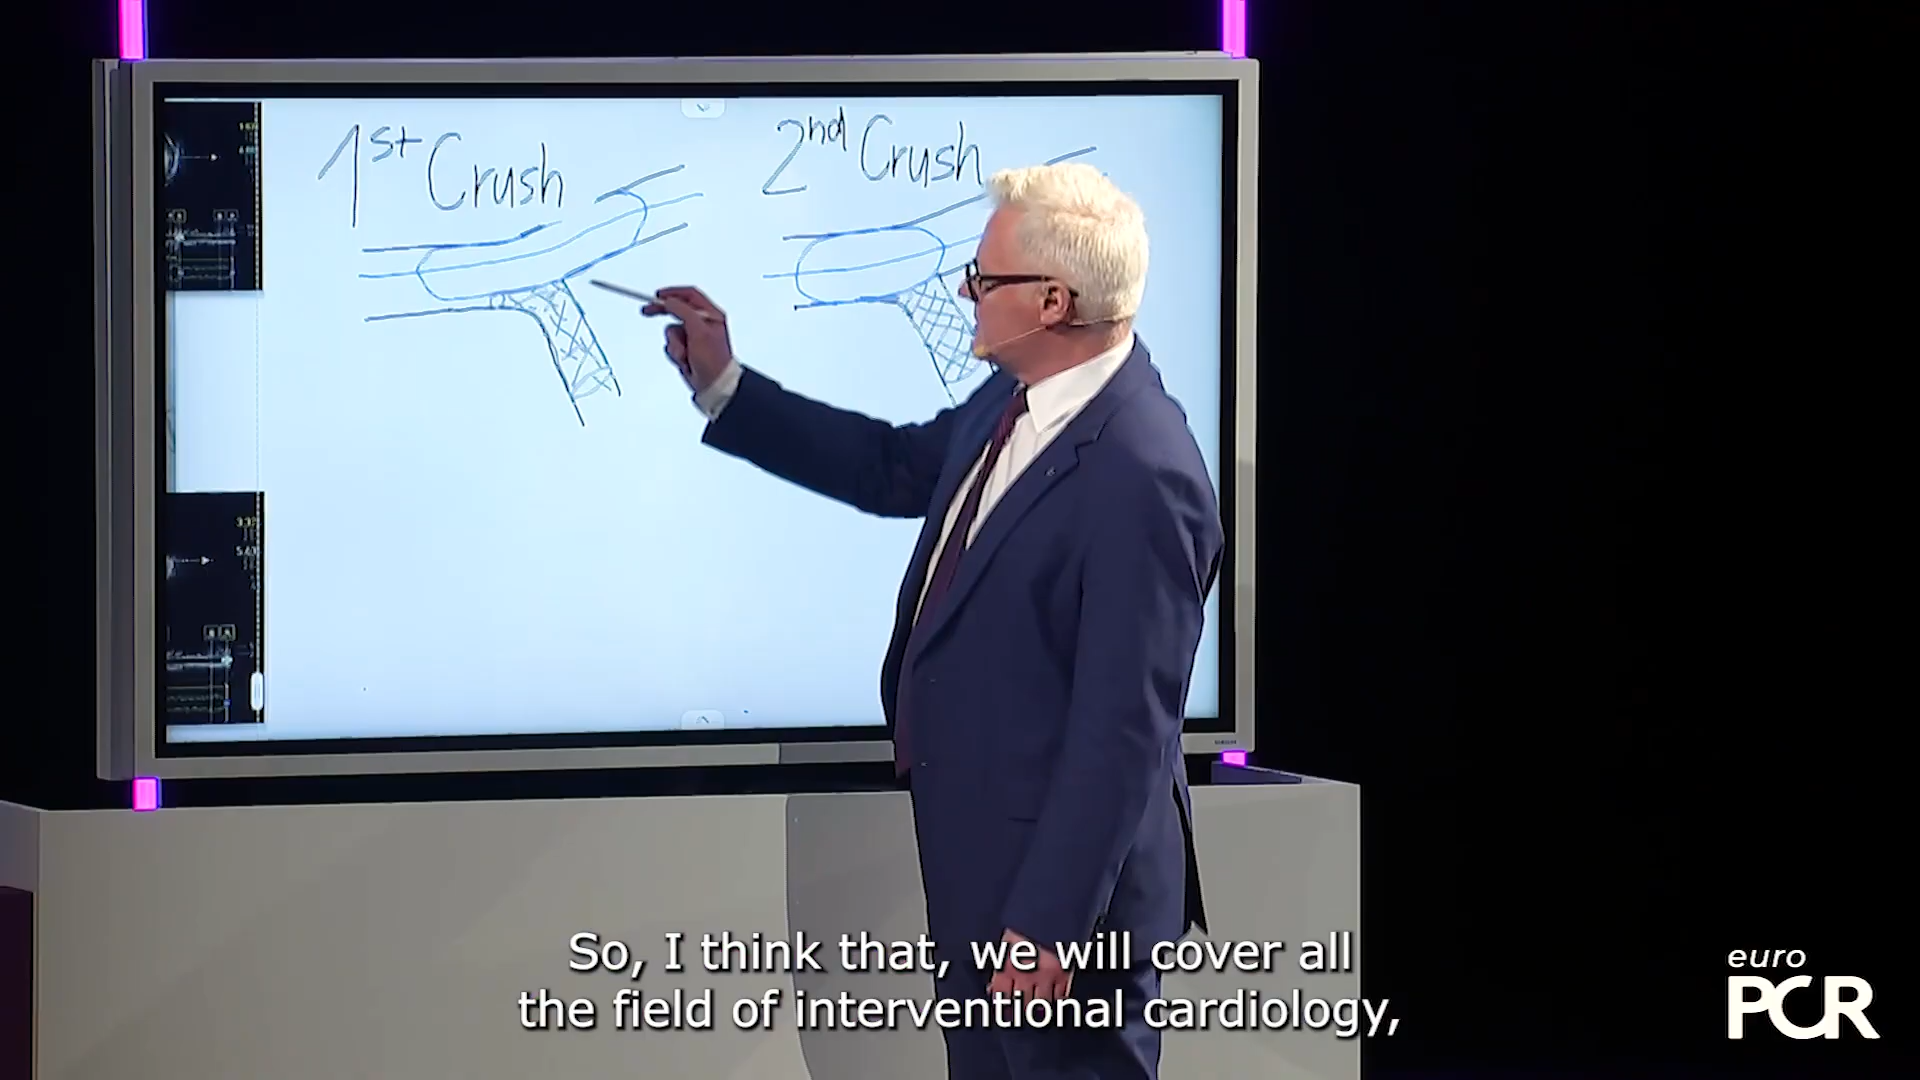 1st Crush
2nd Crush
So, I think that, we will cover all
the field of interventional cardiology,
euro
PCR